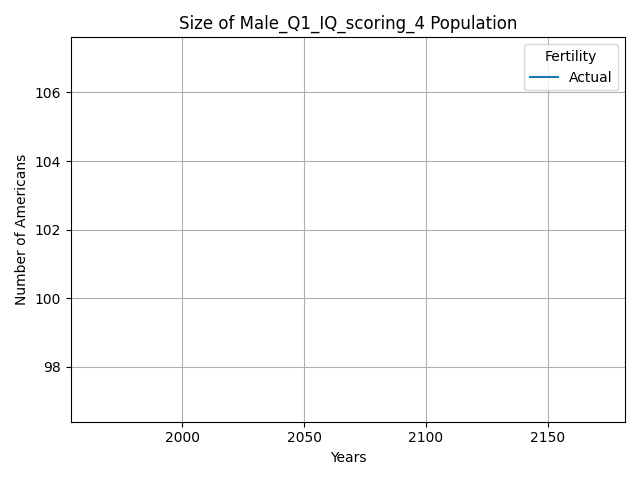 Size of Male_Q1_IQ_scoring_4 Population
Fertility
Actual
106
104
102
100
98
Number of Americans
2000
2050
2100
2150
Years